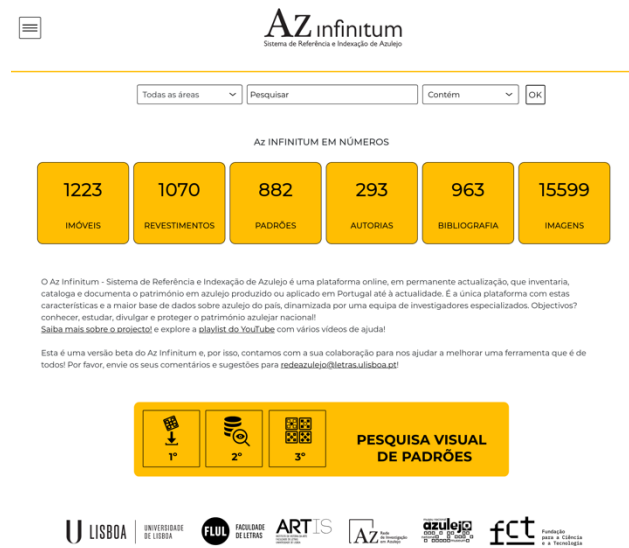 Az infinitum
Sistema de Referência e Indexação de Azulejo
Todas as áreas Pesquisar Contém OK
Az INFINITUM EM NÚMEROS
1223 1070 882 293 963 15599
IMÓVEIS REVESTIMENTOS PADRÕES AUTORIAS BIBLIOGRAFIA IMAGENS
O Az Infinitum - Sistema de Referência e Indexação de Azulejo é uma plataforma online, em permanente actualização, que inventaria,
cataloga e documenta o património em azulejo produzido ou aplicado em Portugal até à actualidade. É a única plataforma com estas
características e a maior base de dados sobre azulejo do país, dinamizada por uma equipa de investigadores especializados. Objectivos?
conhecer, estudar, divulgar e proteger o património azulejar nacional!
Saiba mais sobre o projecto! e explore a playlist do YouTube com vários vídeos de ajuda!
Esta é uma versão beta do Az Infinitum e, por isso, contamos com a sua colaboração para nos ajudar a melhorar uma ferramenta que é de
todos! Por favor, envie os seus comentários e sugestões para redeazulejo@letras.ulisboa.pt!
1º 2º 3º
PESQUISA VISUAL
DE PADRÕES
U LISBOA UNIVERSIDADE
DE LISBOA
FLUL FACULDADE
DE LETRAS
ARTIS
Az Rede
de Investigação
em Azulejo
azulejo
fct Fundação
para a Ciência
e a Tecnologia